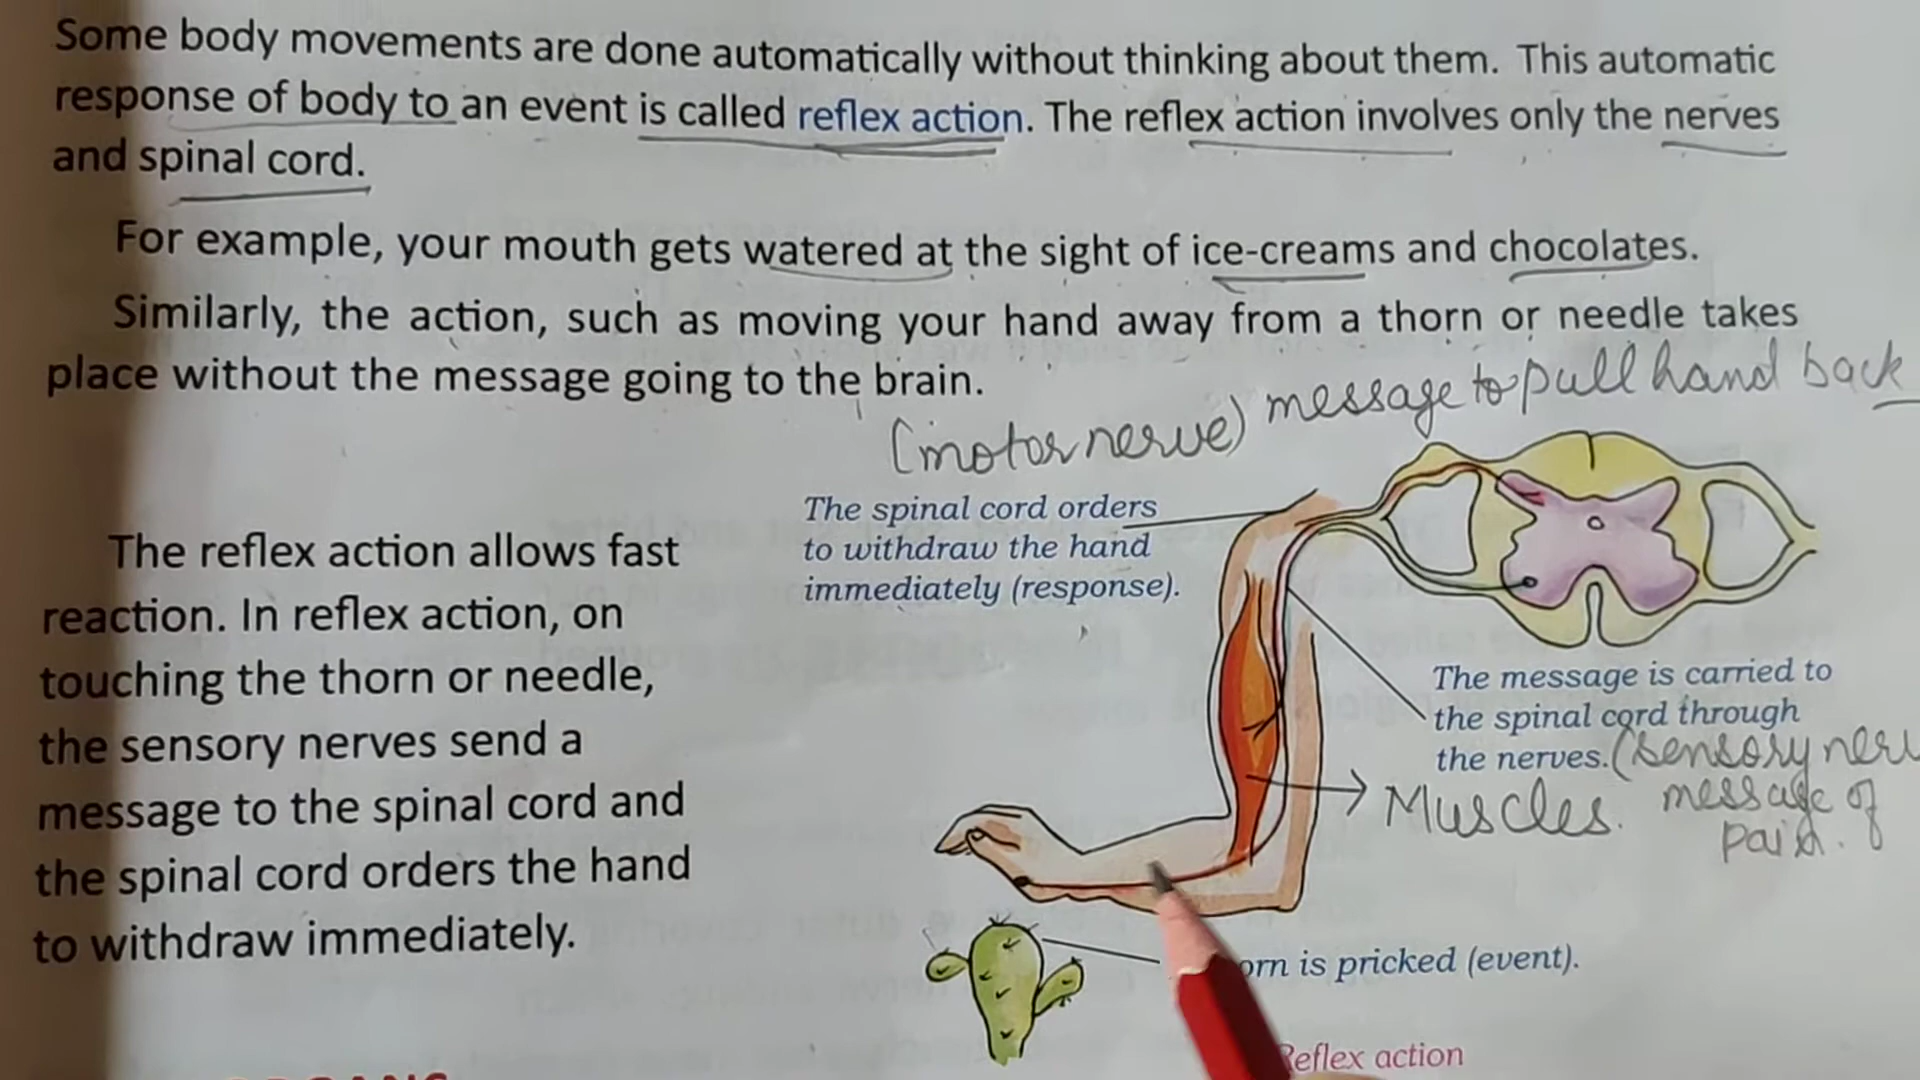 Some body movements are done automatically without thinking about them. This automatic
response of body to an event is called reflex action. The reflex action involves only the nerves
and spinal cord.
For example, your mouth gets watered at the sight of ice-creams and chocolates.
Similarly, the action, such as moving your hand away from a thorn or needle takes
place without the message going to the brain.
(motor nerve) message to pull hand back
The spinal cord orders
to withdraw the hand
immediately (response).
The reflex action allows fast
reaction. In reflex action, on
touching the thorn or needle,
the sensory nerves send a
message to the spinal cord and
the spinal cord orders the hand
to withdraw immediately.
The message is carried to
the spinal cord through
the nerves. (sensory
message of
pain.
Muscles.
is pricked (event).
Reflex action